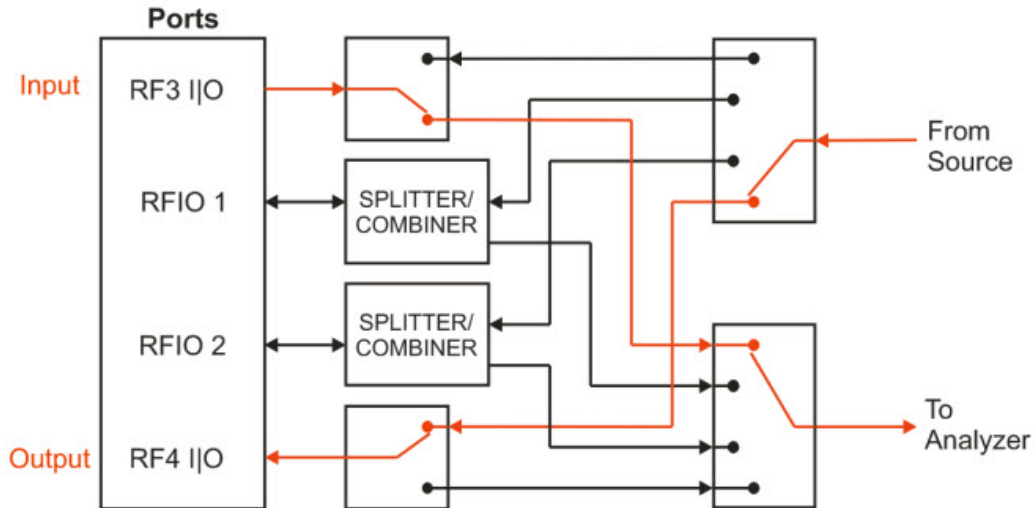 Ports
Input
RF3 I|O
From
Source
RFIO 1
SPLITTER/
COMBINER
RFIO 2
SPLITTER/
COMBINER
To
Analyzer
Output
RF4 I|O